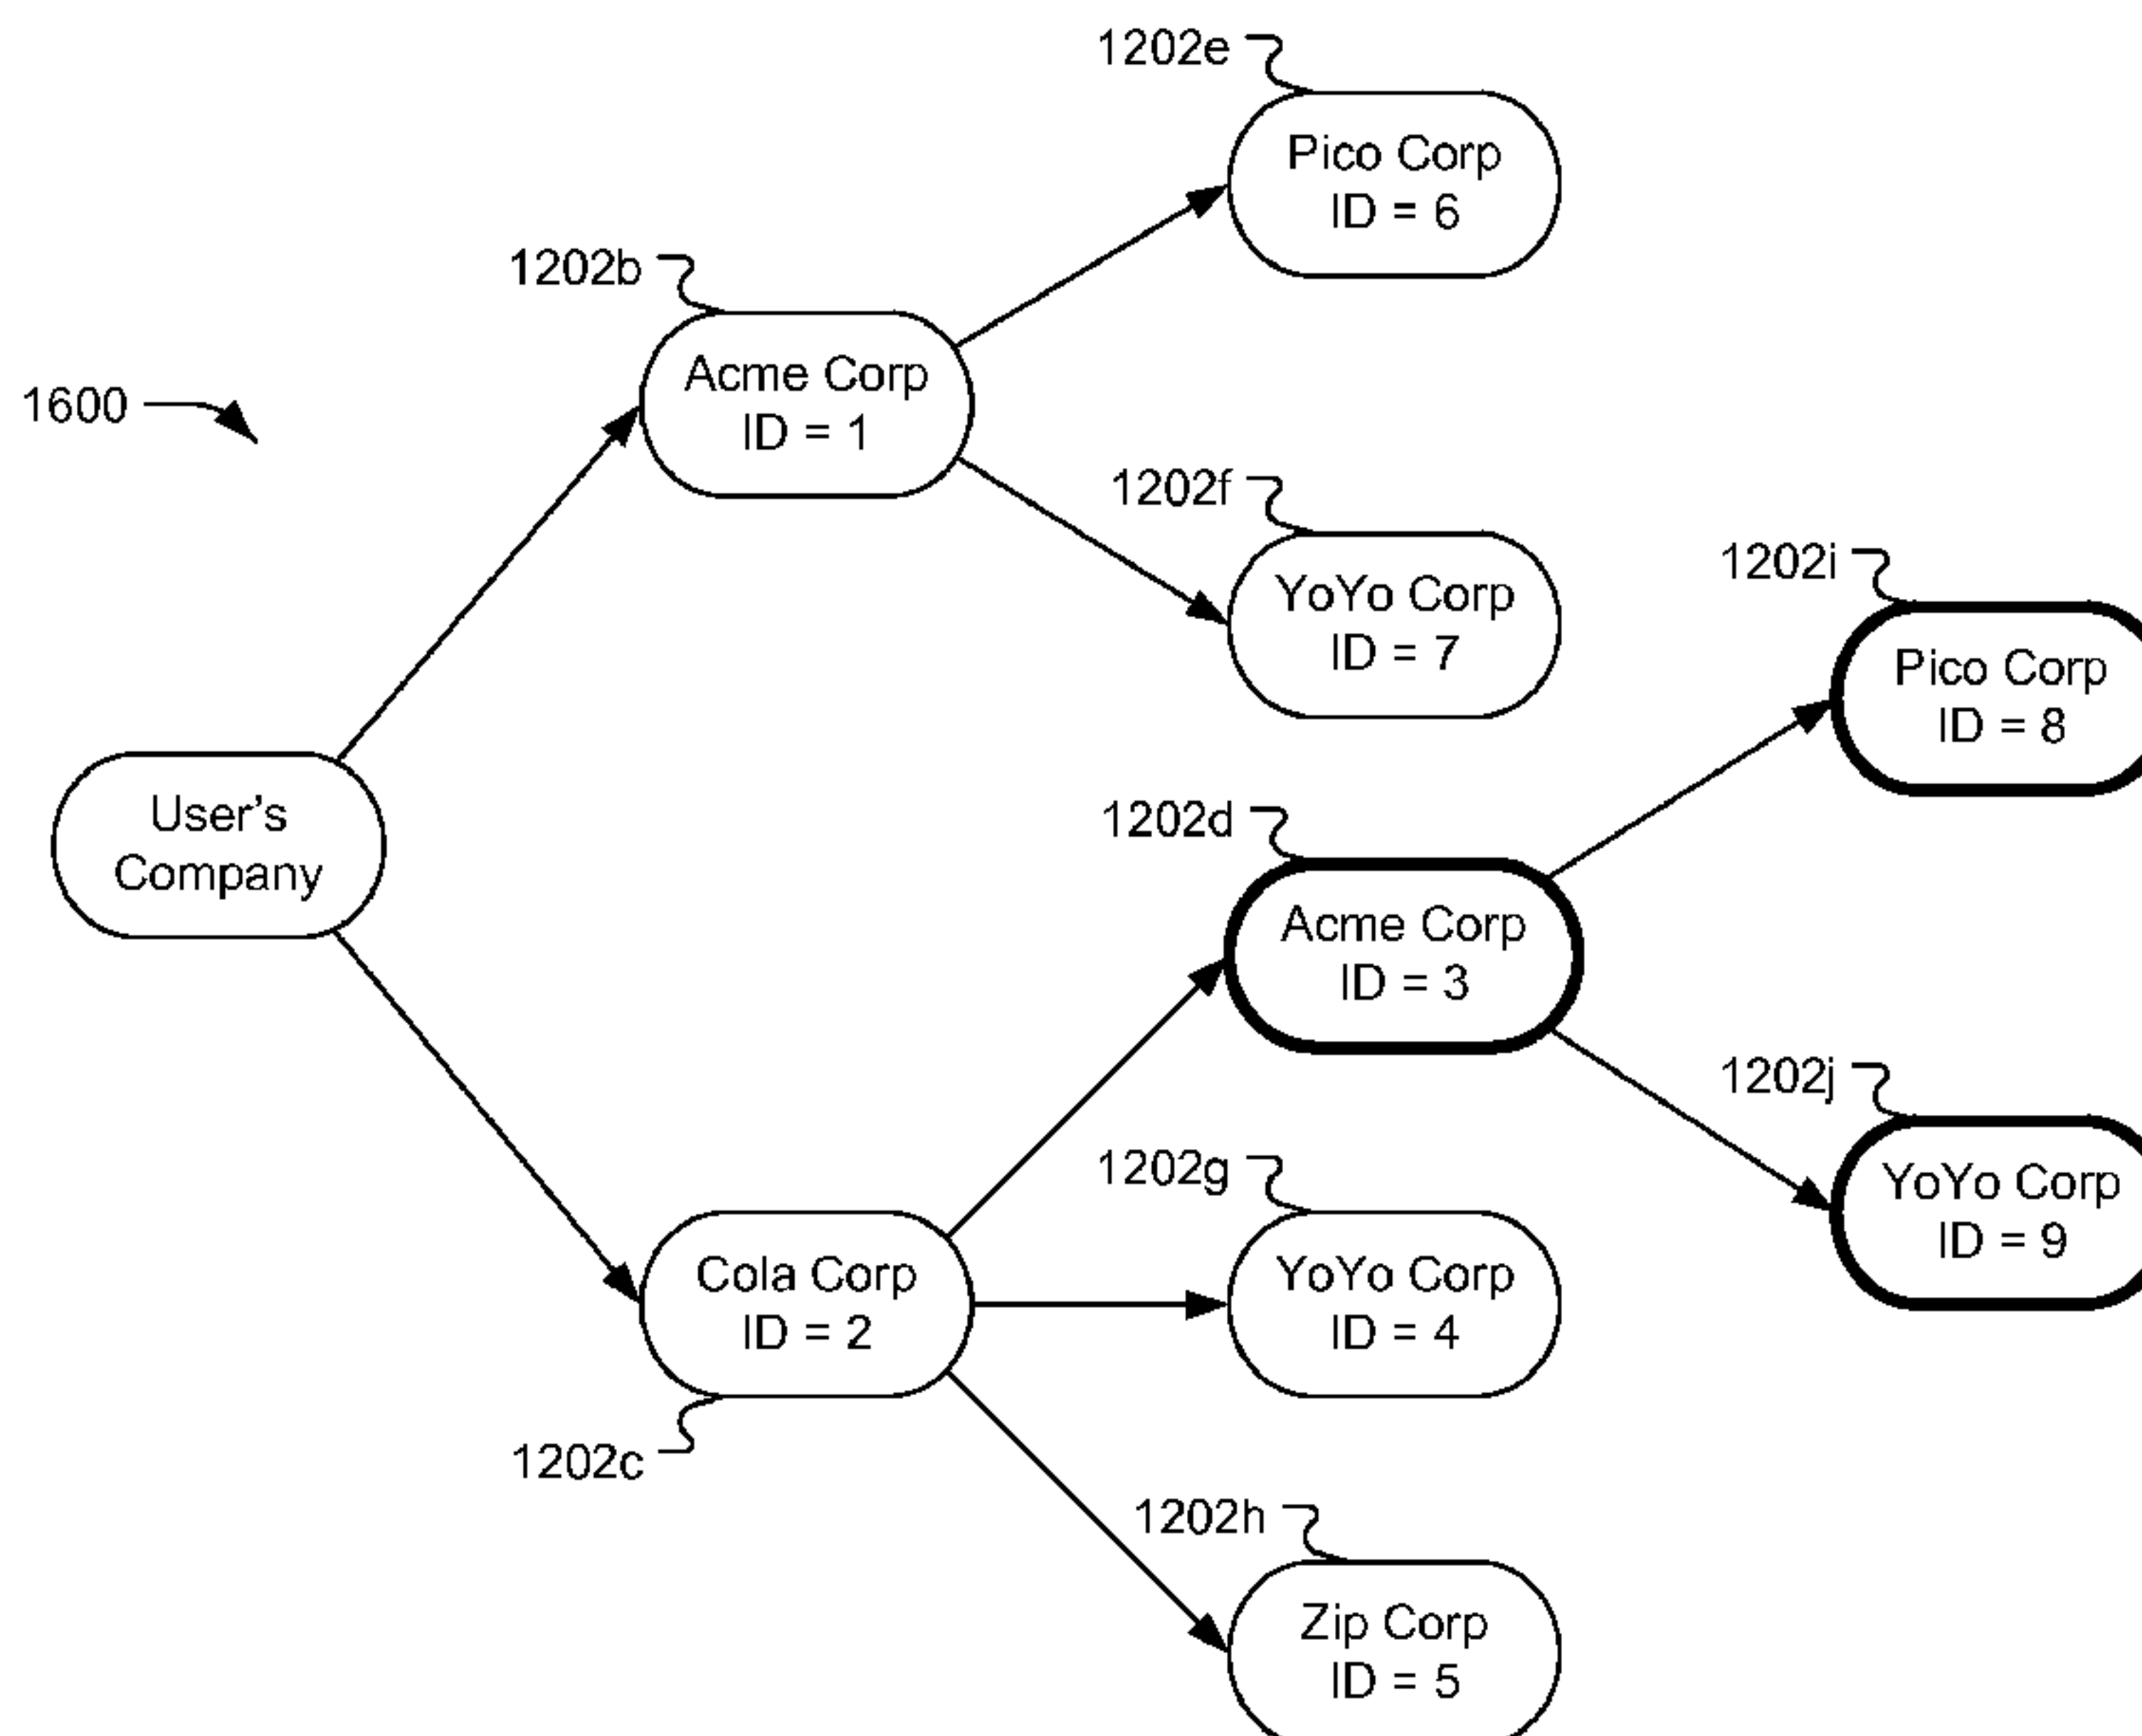 1202e
Pico Corp
ID = 6
1202b
Acme Corp
ID = 1
1600
1202f
YoYo Corp
ID = 7
1202i
Pico Corp
ID = 8
User's
Company
1202d
Acme Corp
ID = 3
1202j
YoYo Corp
ID = 9
1202g
Cola Corp
ID = 2
YoYo Corp
ID = 4
1202c
1202h
Zip Corp
ID = 5